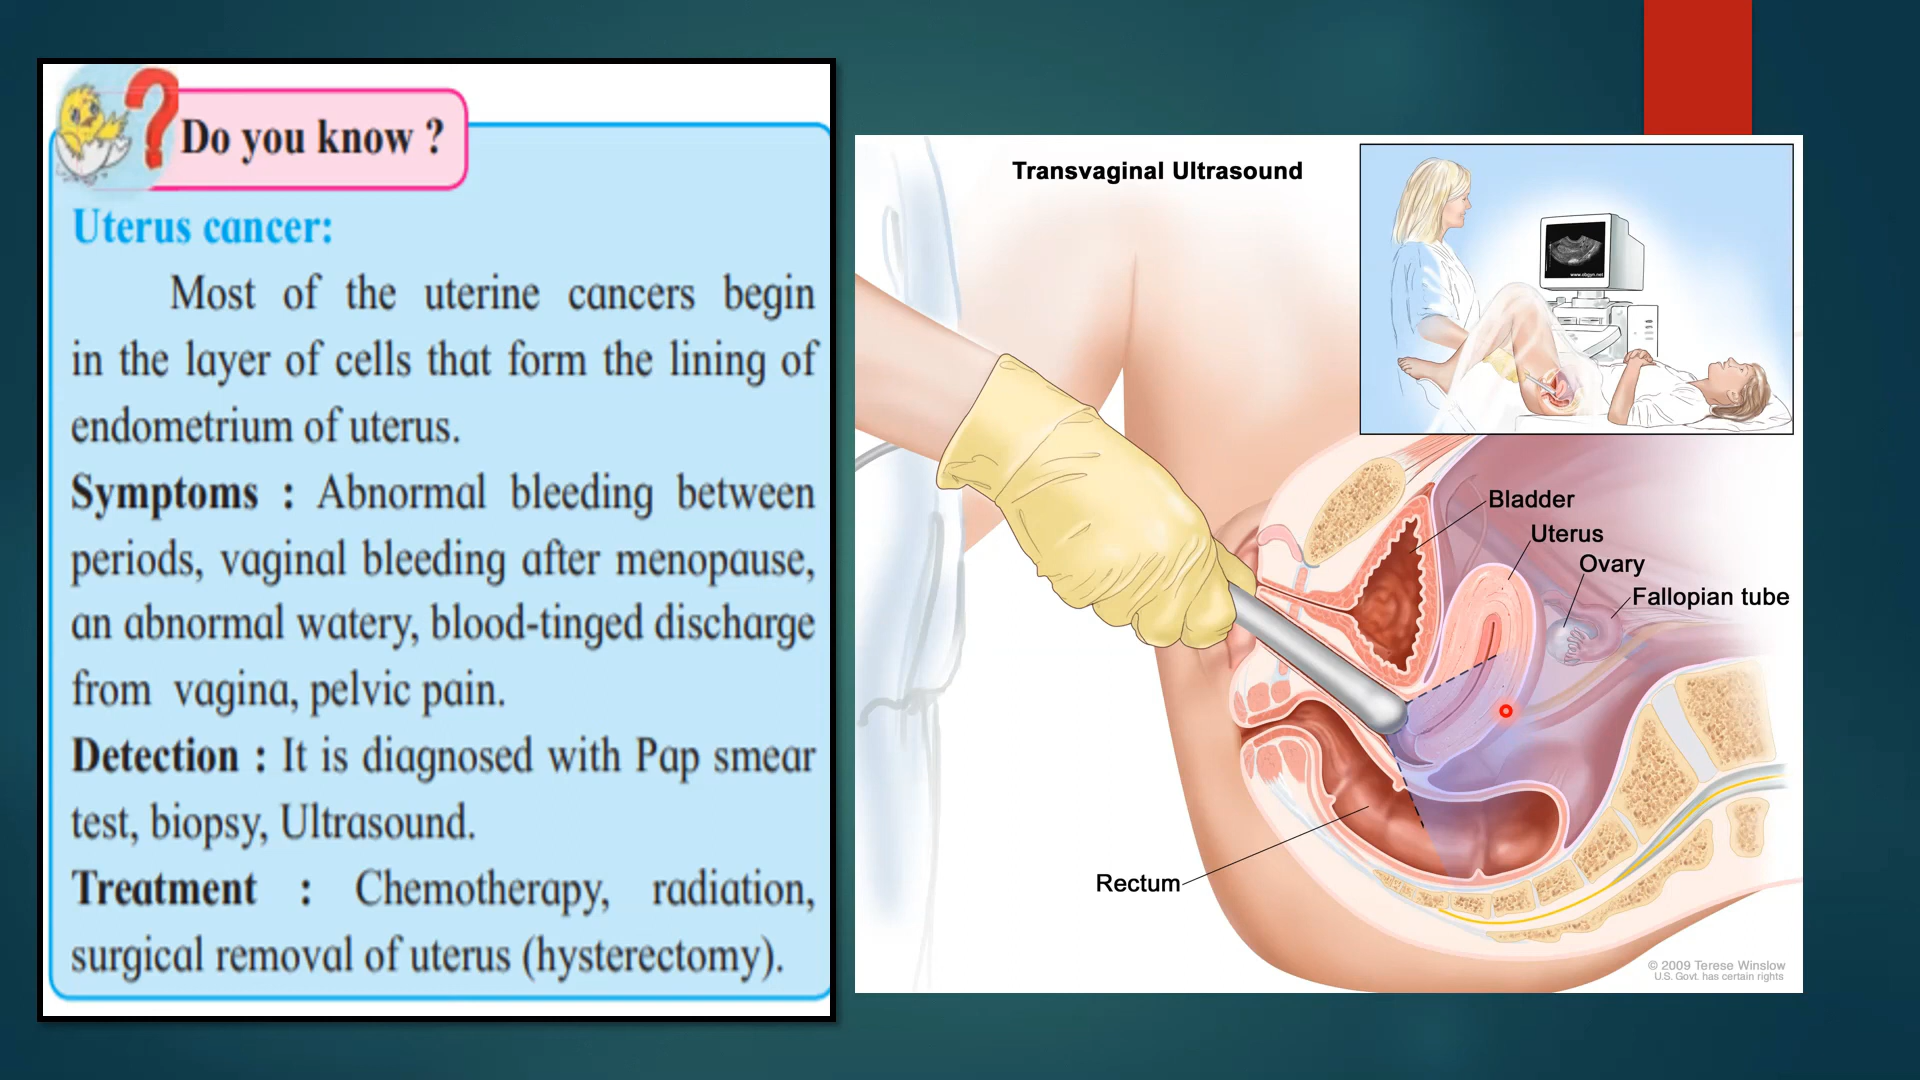 Do you know ?
Uterus cancer:
Most of the uterine cancers begin
in the layer of cells that form the lining of
endometrium of uterus.
Symptoms : Abnormal bleeding between
periods, vaginal bleeding after menopause,
an abnormal watery, blood-tinged discharge
from vagina, pelvic pain.
Detection : It is diagnosed with Pap smear
test, biopsy, Ultrasound.
Treatment : Chemotherapy, radiation,
surgical removal of uterus (hysterectomy).
Transvaginal Ultrasound
www.obgyn.net
Bladder
Uterus
Ovary
Fallopian tube
Rectum
© 2009 Terese Winslow
U.S. Govt. has certain rights